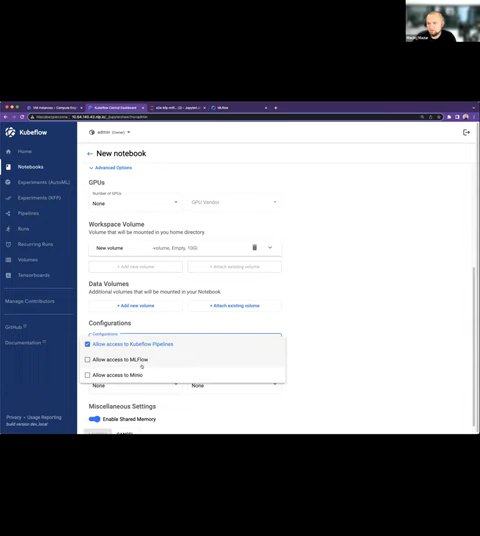 Kubeflow Central Dashboard
MLflow
Kubeflow
admin (Owner)
Home
Notebooks
Experiments (AutoML)
Experiments (KFP)
Pipelines
Runs
Recurring Runs
Volumes
Tensorboards
Manage Contributors
GitHub
Documentation
Privacy • Usage Reporting
build version dev_local
New notebook
Advanced Options
GPUs
Number of GPUs
None
GPU Vendor
Workspace Volume
Volume that will be mounted in you home directory.
New volume
-volume, Empty, 10Gi
+ Add new volume
+ Attach existing volume
Data Volumes
Additional volumes that will be mounted in your Notebook
+ Add new volume
+ Attach existing volume
Configurations
Configurations
Allow access to Kubeflow Pipelines
Allow access to MLFlow
Allow access to Minio
None
None
Miscellaneous Settings
Enable Shared Memory